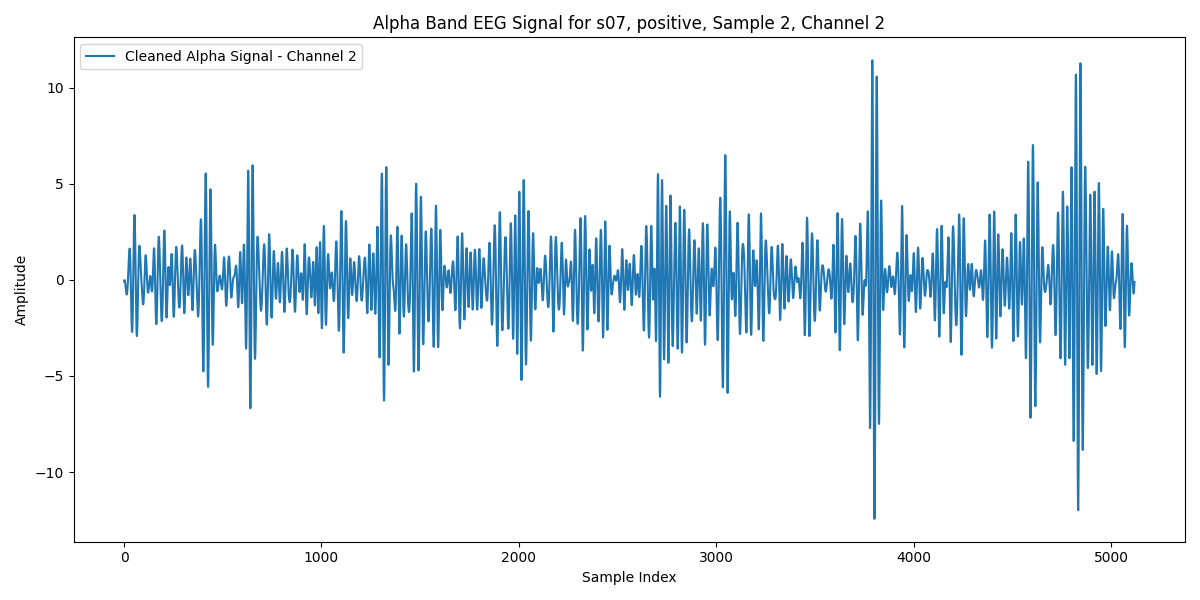 Alpha Band EEG Signal for s07, positive, Sample 2, Channel 2
Cleaned Alpha Signal - Channel 2
Amplitude
10
5
0
−5
−10
0 1000 2000 3000 4000 5000
Sample Index